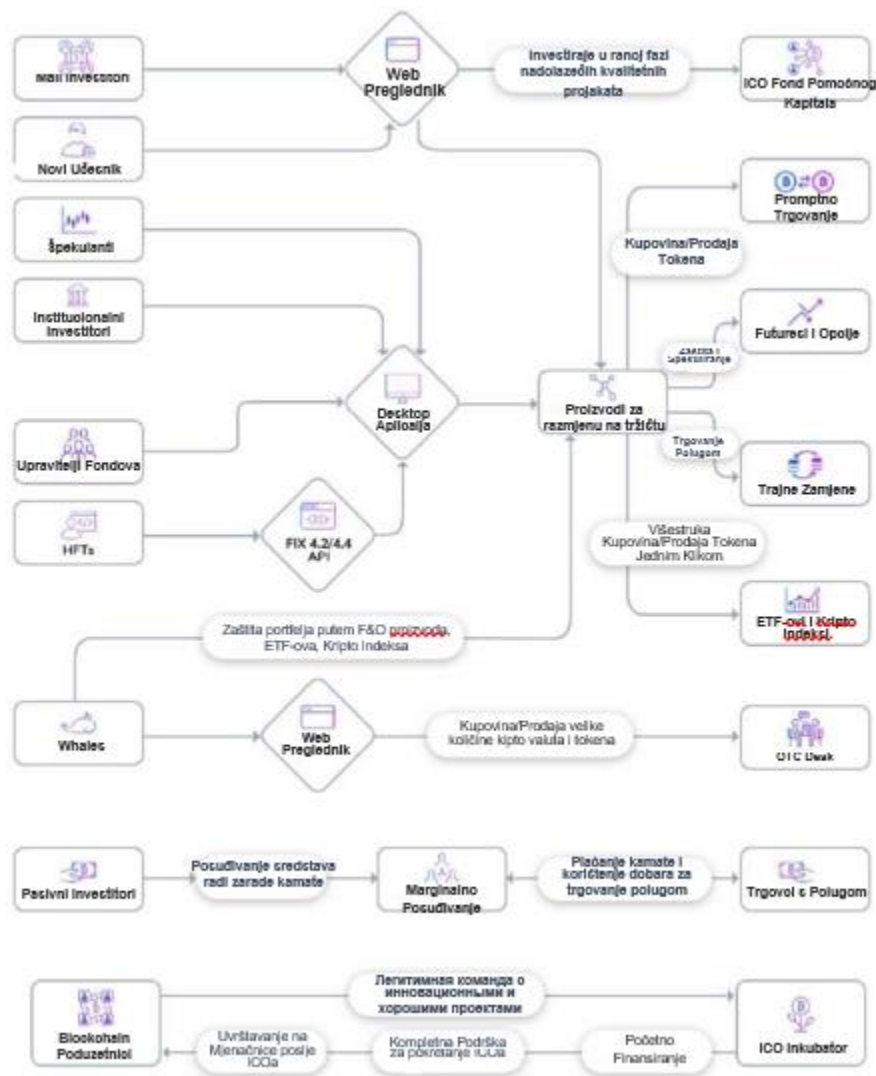 Mali Investitori
Web
Preglednik
Investiraje u ranoj fazi
nadolazećih kvalitetnih
projekata
ICO Fond Pomoćnog
Kapitala
Novi Učesnik
Promptno
Trgovanje
Špekulanti
Kupovina/Prodaja
Tokena
Institucionalni
Investitori
Futuresi i Opcije
Zaštita i
Spekuliranje
Desktop
Aplicaija
Proizvodi za
razmjenu na tržištu
Upravitelji Fondova
Trgovanje
Polugom
Trajne Zamjene
HFTs
FIX 4.2/4.4
API
Višestruka
Kupovina/Prodaja Tokena
Jednim Klikom
ETF-ovi i Kripto
Indeksi.
Zaštita portfelja putem F&O proizvoda,
ETF-ova, Kripto Indeksa
Whales
Web
Preglednik
Kupovina/Prodaja velike
količine kipto valuta i tokena
OTC Desk
Pasivni Investitori
Posuđivanje sredstava
radi zarade kamate
Marginalno
Posuđivanje
Plaćanje kamate i
korištenje dobara za
trgovanje polugom
Trgovci s Polugom
Легитимная команда с
инновационными и
хорошими проектами
Blockchain
Poduzetnici
Uvrštavanje na
Mjenačnice poslje
ICOa
Kompletna Podrška
za pokretanje ICOa
Početno
Finansiranje
ICO Inkubator